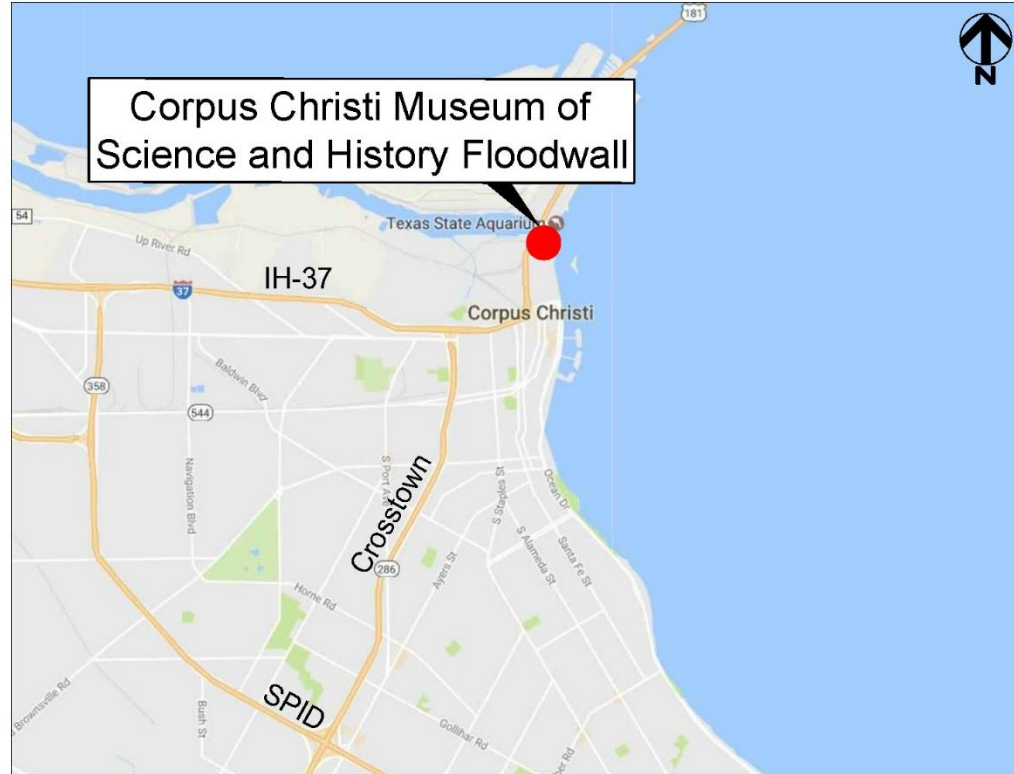 181
N
Corpus Christi Museum of
Science and History Floodwall
54
Texas State Aquarium
Up River Rd
IH-37
37
Corpus Christi
358
Baldwin Blvd
544
Navigation Blvd
S Port Ave
Crosstown
S Staples St
Ocean Dr
S Alameda St
Santa Fe St
Ayers St
286
Horne Rd
Brownsville Rd
Bush St
SPID
Gollihar Rd